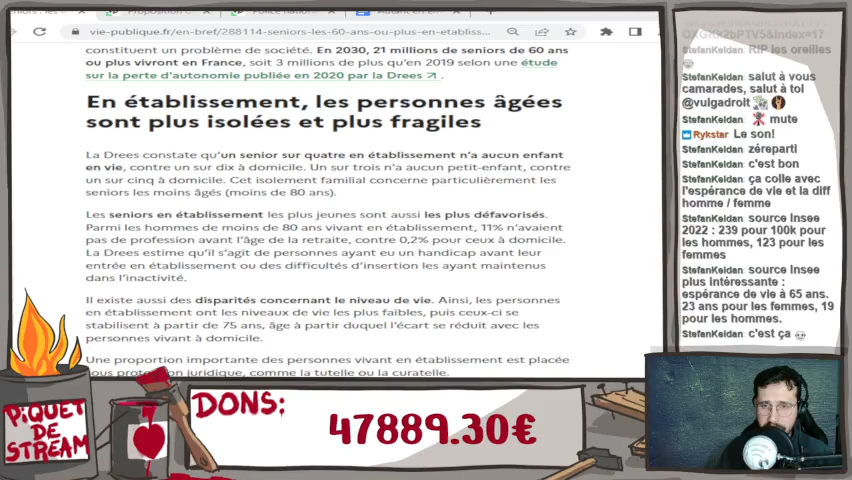 vie-publique.fr/en-bref/288114-seniors-les-60-ans-ou-plus-en-etabliss...
constituent un problème de société. En 2030, 21 millions de seniors de 60 ans
ou plus vivront en France, soit 3 millions de plus qu'en 2019 selon une étude
sur la perte d'autonomie publiée en 2020 par la Drees ↗ .
En établissement, les personnes âgées
sont plus isolées et plus fragiles
La Drees constate qu'un senior sur quatre en établissement n'a aucun enfant
en vie, contre un sur dix à domicile. Un sur trois n'a aucun petit-enfant, contre
un sur cinq à domicile. Cet isolement familial concerne particulièrement les
seniors les moins âgés (moins de 80 ans).
Les seniors en établissement les plus jeunes sont aussi les plus défavorisés.
Parmi les hommes de moins de 80 ans vivant en établissement, 11% n'avaient
pas de profession avant l'âge de la retraite, contre 0,2% pour ceux à domicile.
La Drees estime qu'il s'agit de personnes ayant eu un handicap avant leur
entrée en établissement ou des difficultés d'insertion les ayant maintenus
dans l'inactivité.
Il existe aussi des disparités concernant le niveau de vie. Ainsi, les personnes
en établissement ont les niveaux de vie les plus faibles, puis ceux-ci se
stabilisent à partir de 75 ans, âge à partir duquel l'écart se réduit avec les
personnes vivant à domicile.
Une proportion importante des personnes vivant en établissement est placée
sous protection juridique, comme la tutelle ou la curatelle.
StefanKeldan: RIP les oreilles
StefanKeldan: salut à vous
camarades, salut à toi
@vulgadroit
StefanKeldan: mute
Rykstar: Le son!
StefanKeldan: zéreparti
StefanKeldan: c'est bon
StefanKeldan: ça colle avec
l'espérance de vie et la diff
homme / femme
StefanKeldan: source Insee
2022 : 239 pour 100k pour
les hommes, 123 pour les
femmes
StefanKeldan: source Insee
plus intéressante :
espérance de vie à 65 ans.
23 ans pour les femmes, 19
pour les hommes.
StefanKeldan: c'est ça
PIQUET
DE
STREAM
DONS:
47889.30€